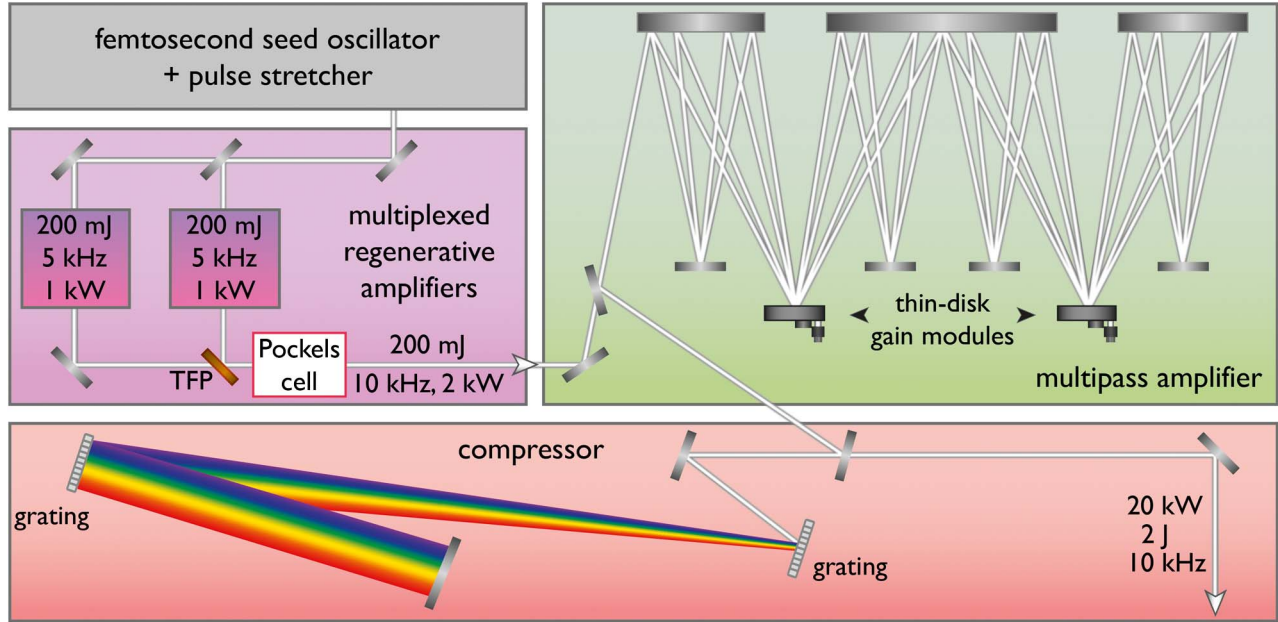 femtosecond seed oscillator
+ pulse stretcher
200 mJ
5 kHz
1 kW
200 mJ
5 kHz
1 kW
multiplexed
regenerative
amplifiers
TFP
Pockels
cell
200 mJ
10 kHz, 2 kW
thin-disk
gain modules
multipass amplifier
compressor
grating
grating
20 kW
2 J
10 kHz